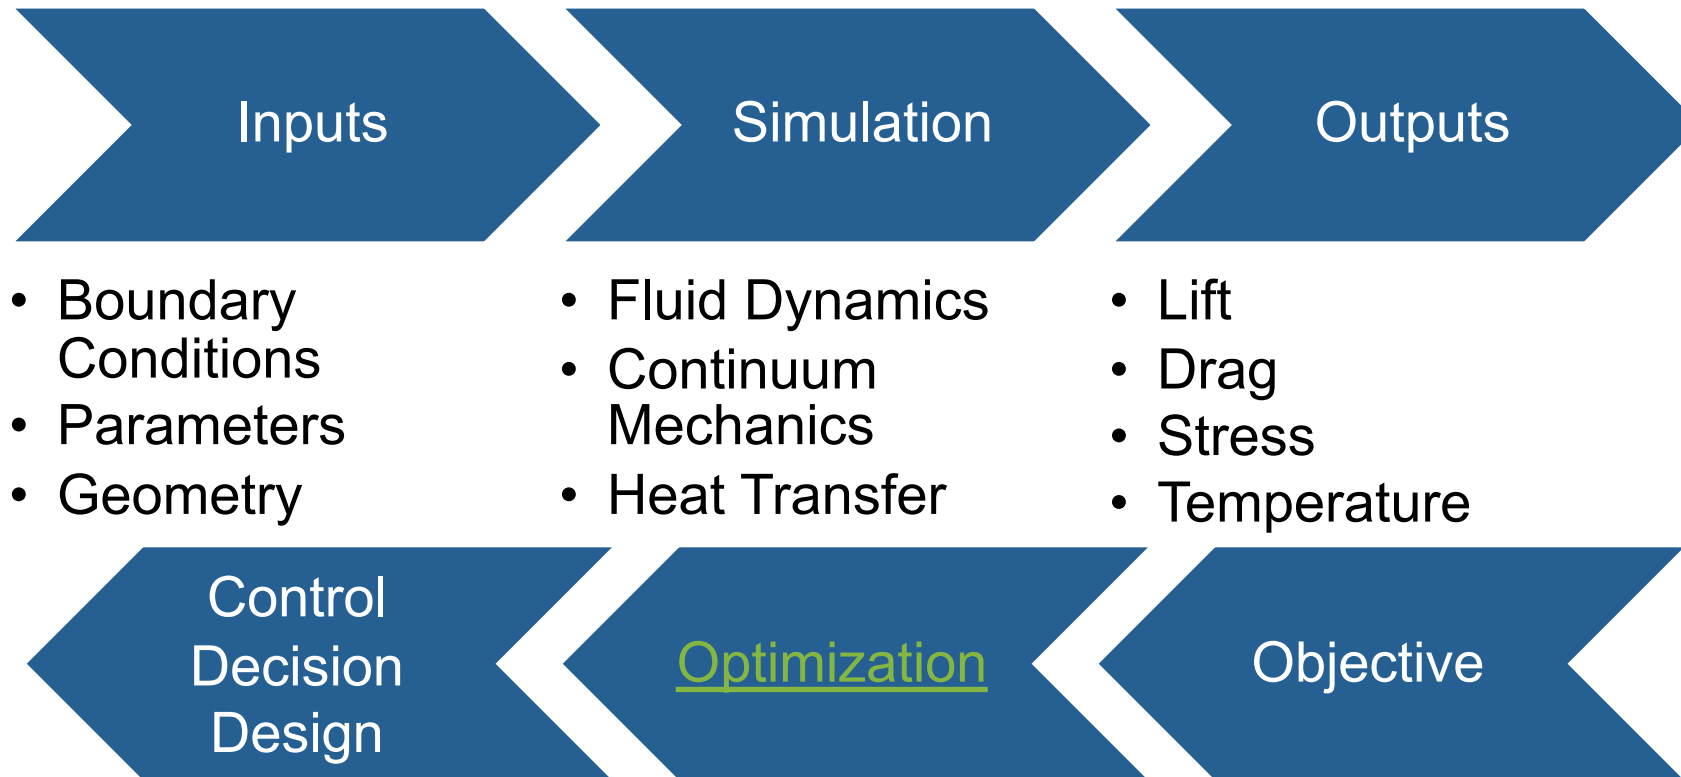 Inputs
Simulation
Outputs
• Boundary
Conditions
• Parameters
• Geometry
• Fluid Dynamics
• Continuum
Mechanics
• Heat Transfer
• Lift
• Drag
• Stress
• Temperature
Control
Decision
Design
Optimization
Objective